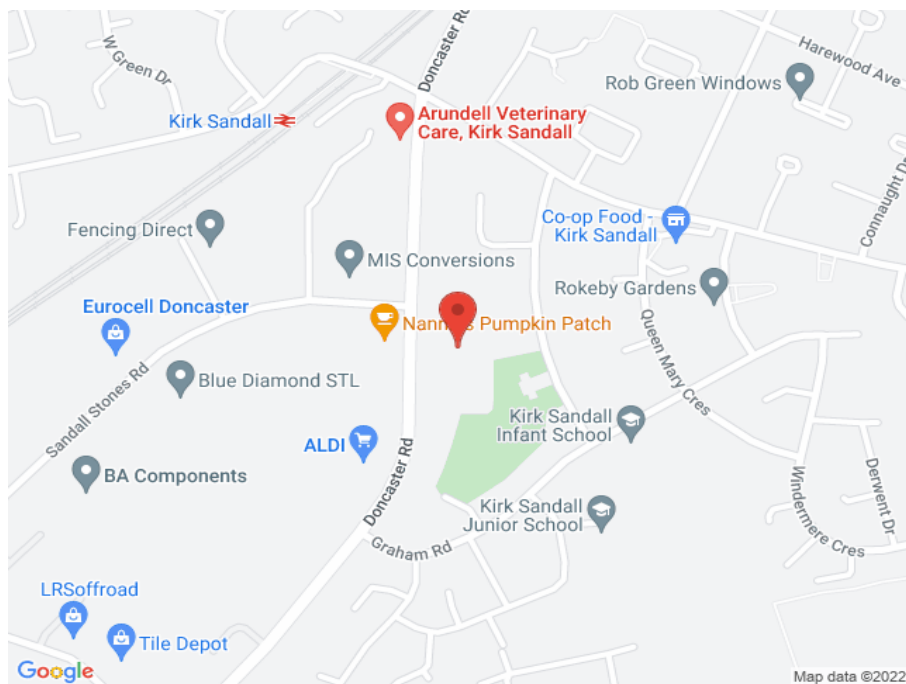 W Green Dr
Doncaster Rd
Harewood Ave
Rob Green Windows
Kirk Sandall
Arundell Veterinary
Care, Kirk Sandall
Connaught Dr
Co-op Food -
Kirk Sandall
Fencing Direct
MIS Conversions
Rokeby Gardens
Eurocell Doncaster
Pumpkin Patch
Queen Mary Cres
Sandall Stones Rd
Blue Diamond STL
Kirk Sandall
Infant School
ALDI
Doncaster Rd
BA Components
Derwent Dr
Windermere Cres
Kirk Sandall
Junior School
Graham Rd
LRSoffroad
Tile Depot
Google
Map data ©2022